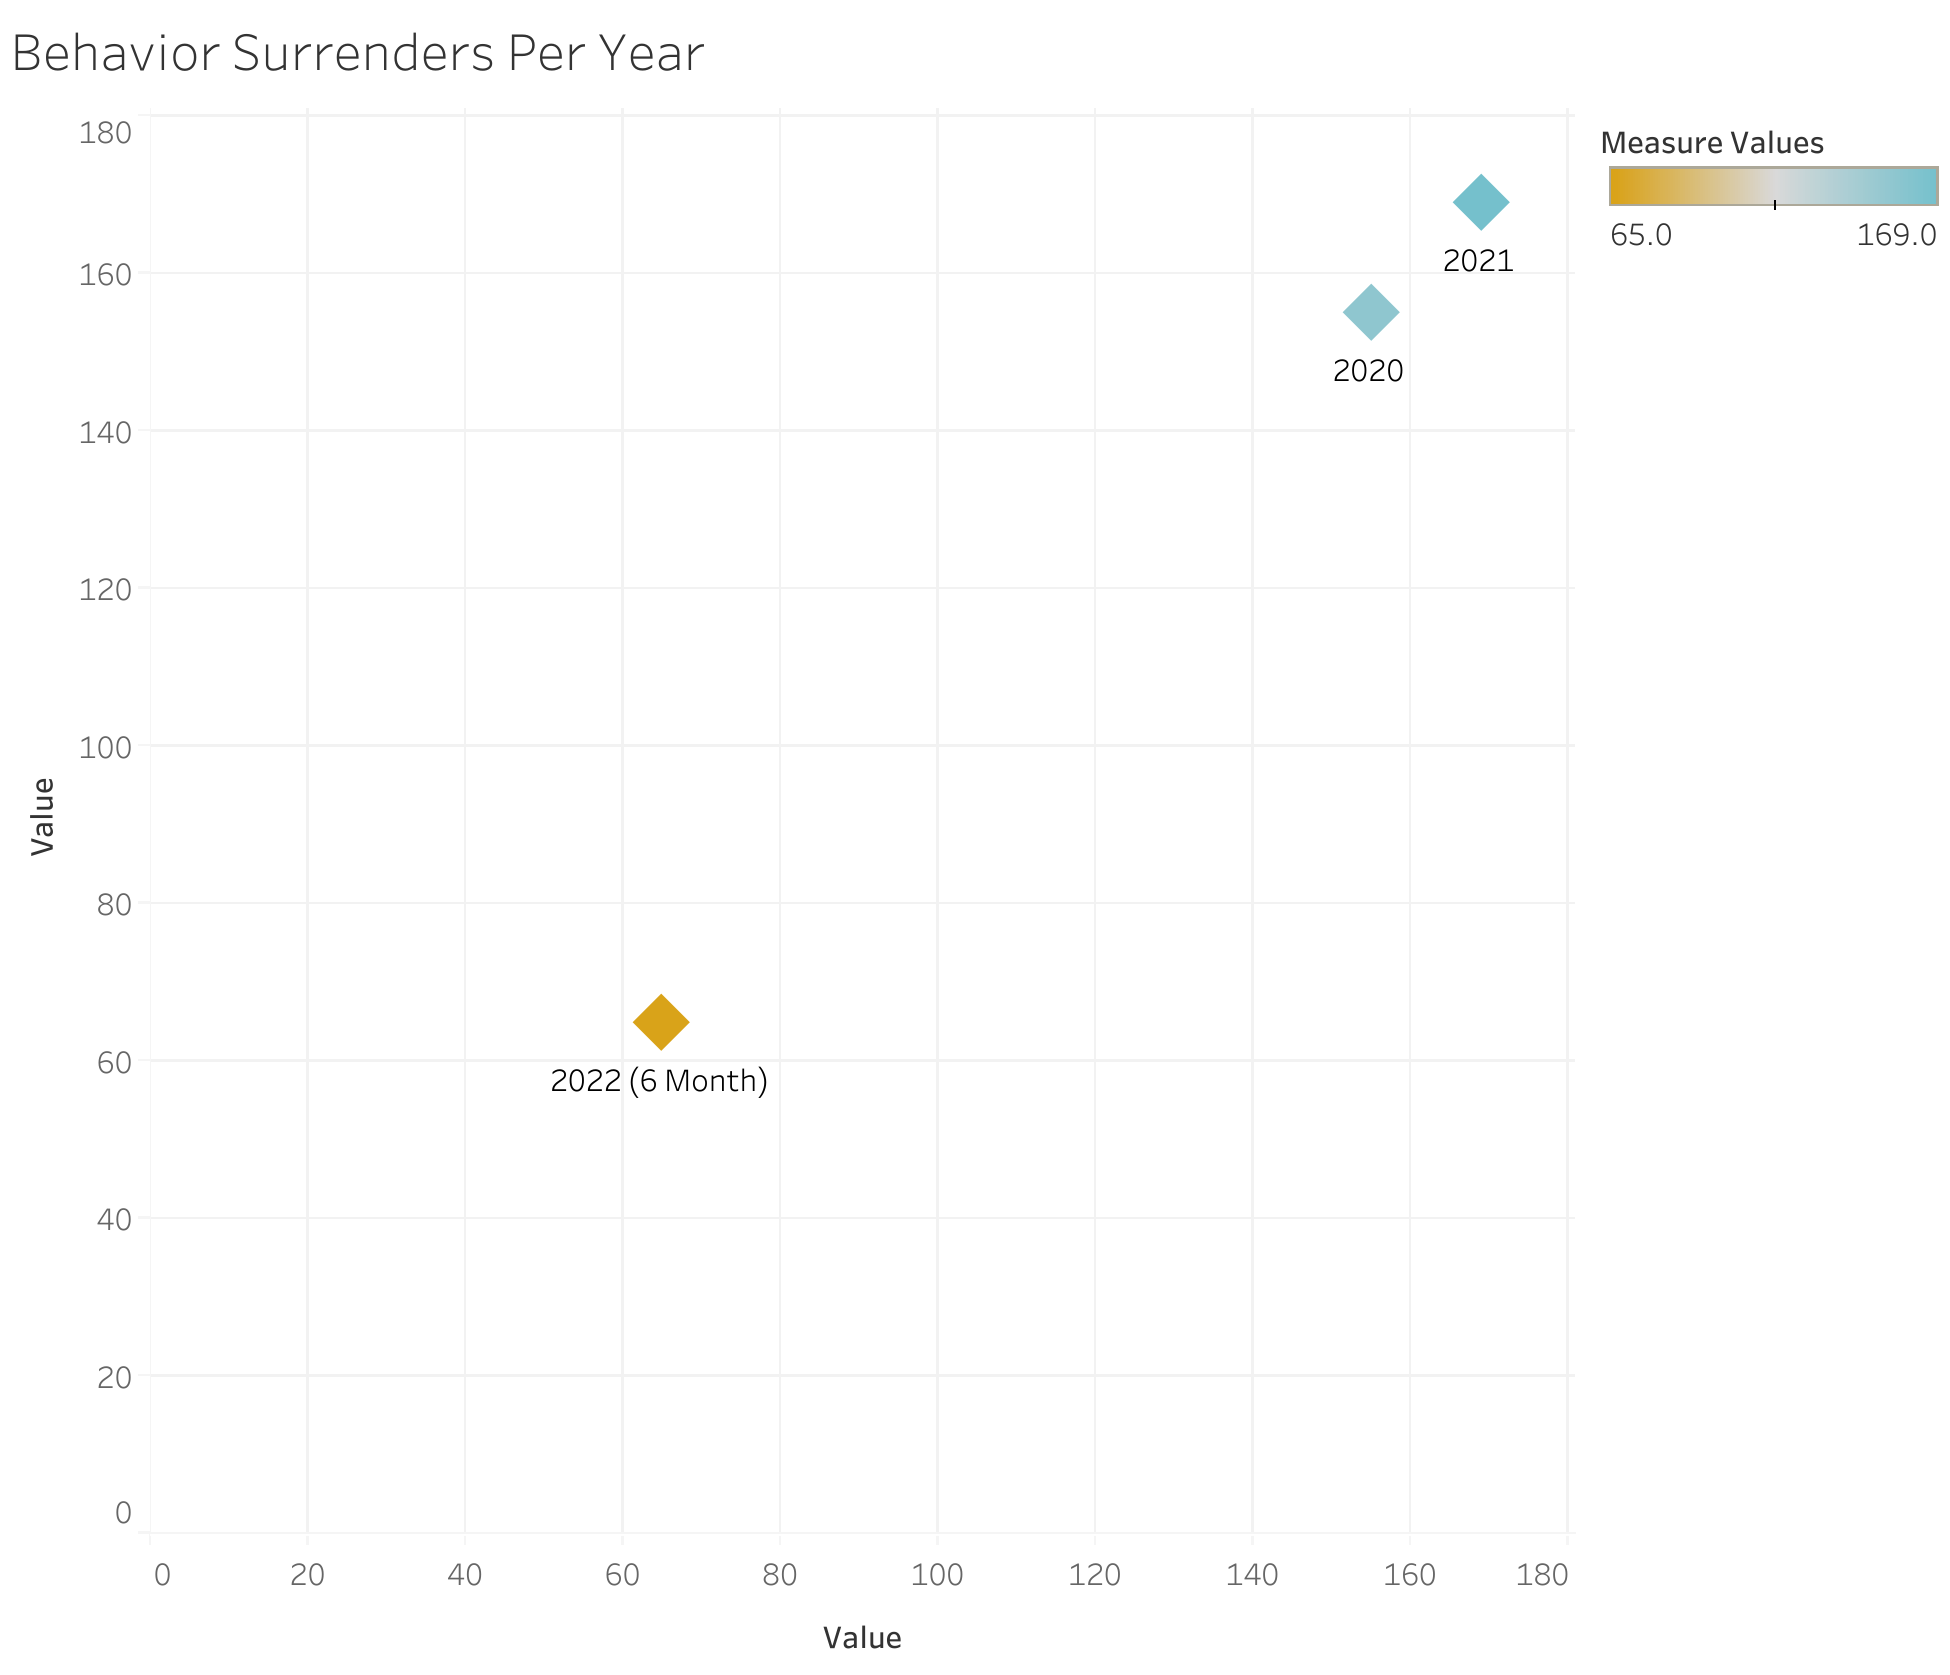 Behavior Surrenders Per Year
180
160
140
120
100
80
60
40
20
0
Value
2021
2020
2022 (6 Month)
0 20 40 60 80 100 120 140 160 180
Value
Measure Values
65.0 169.0